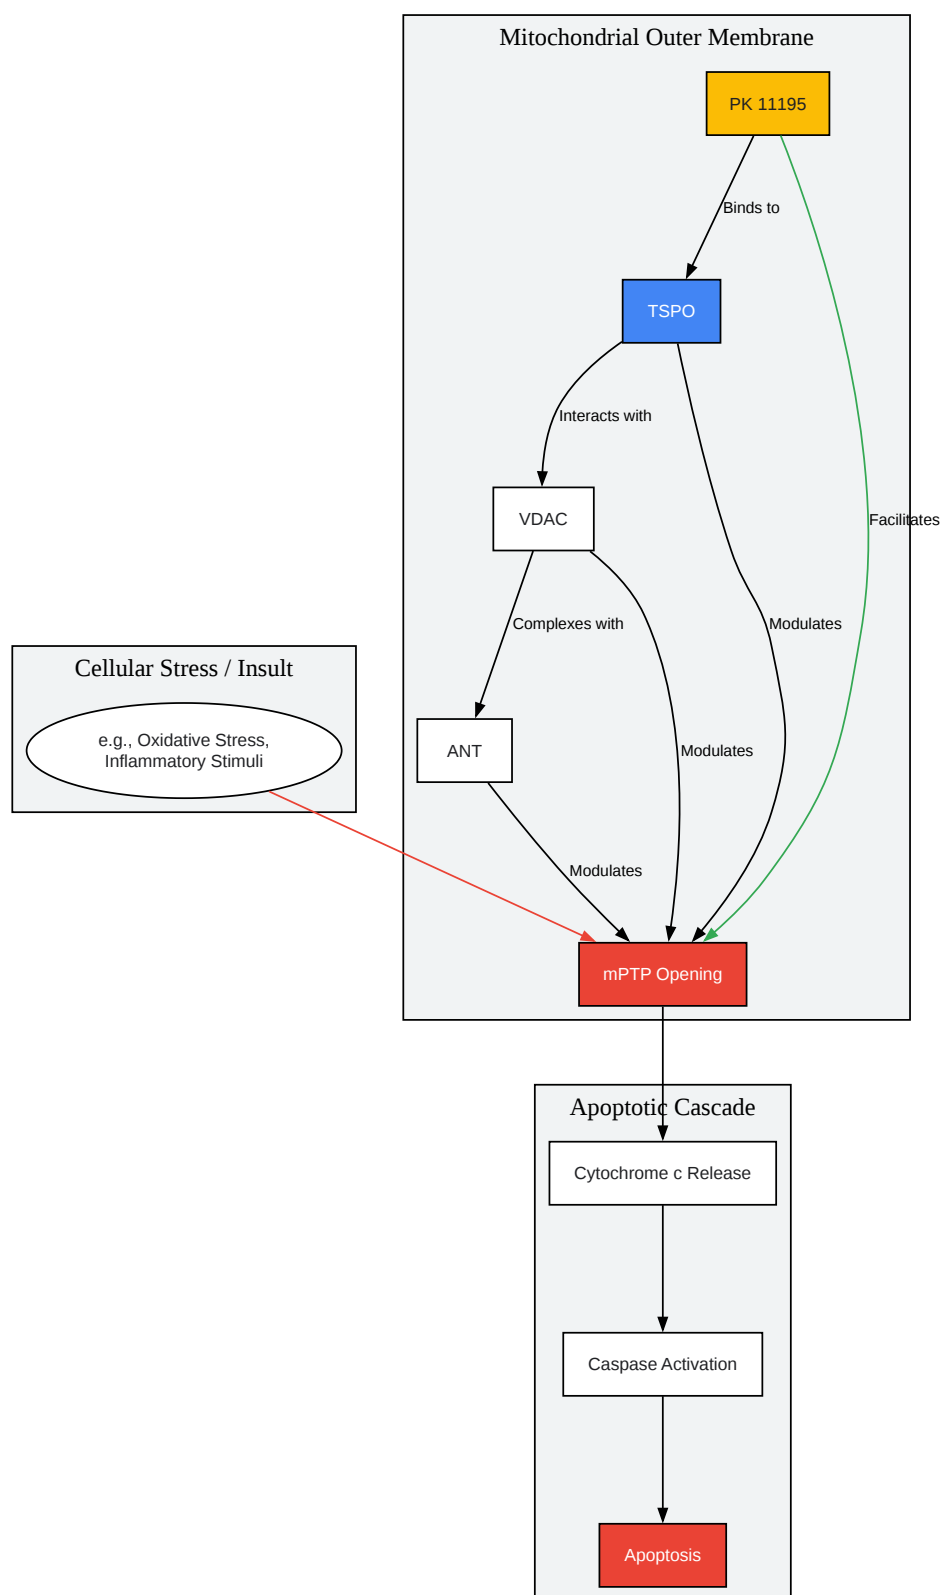 Mitochondrial Outer Membrane
PK 11195
Binds to
TSPO
Interacts with
VDAC
Facilitates
Complexes with
Modulates
Cellular Stress / Insult
e.g., Oxidative Stress,
Inflammatory Stimuli
ANT
Modulates
Modulates
mPTP Opening
Apoptotic Cascade
Cytochrome c Release
Caspase Activation
Apoptosis